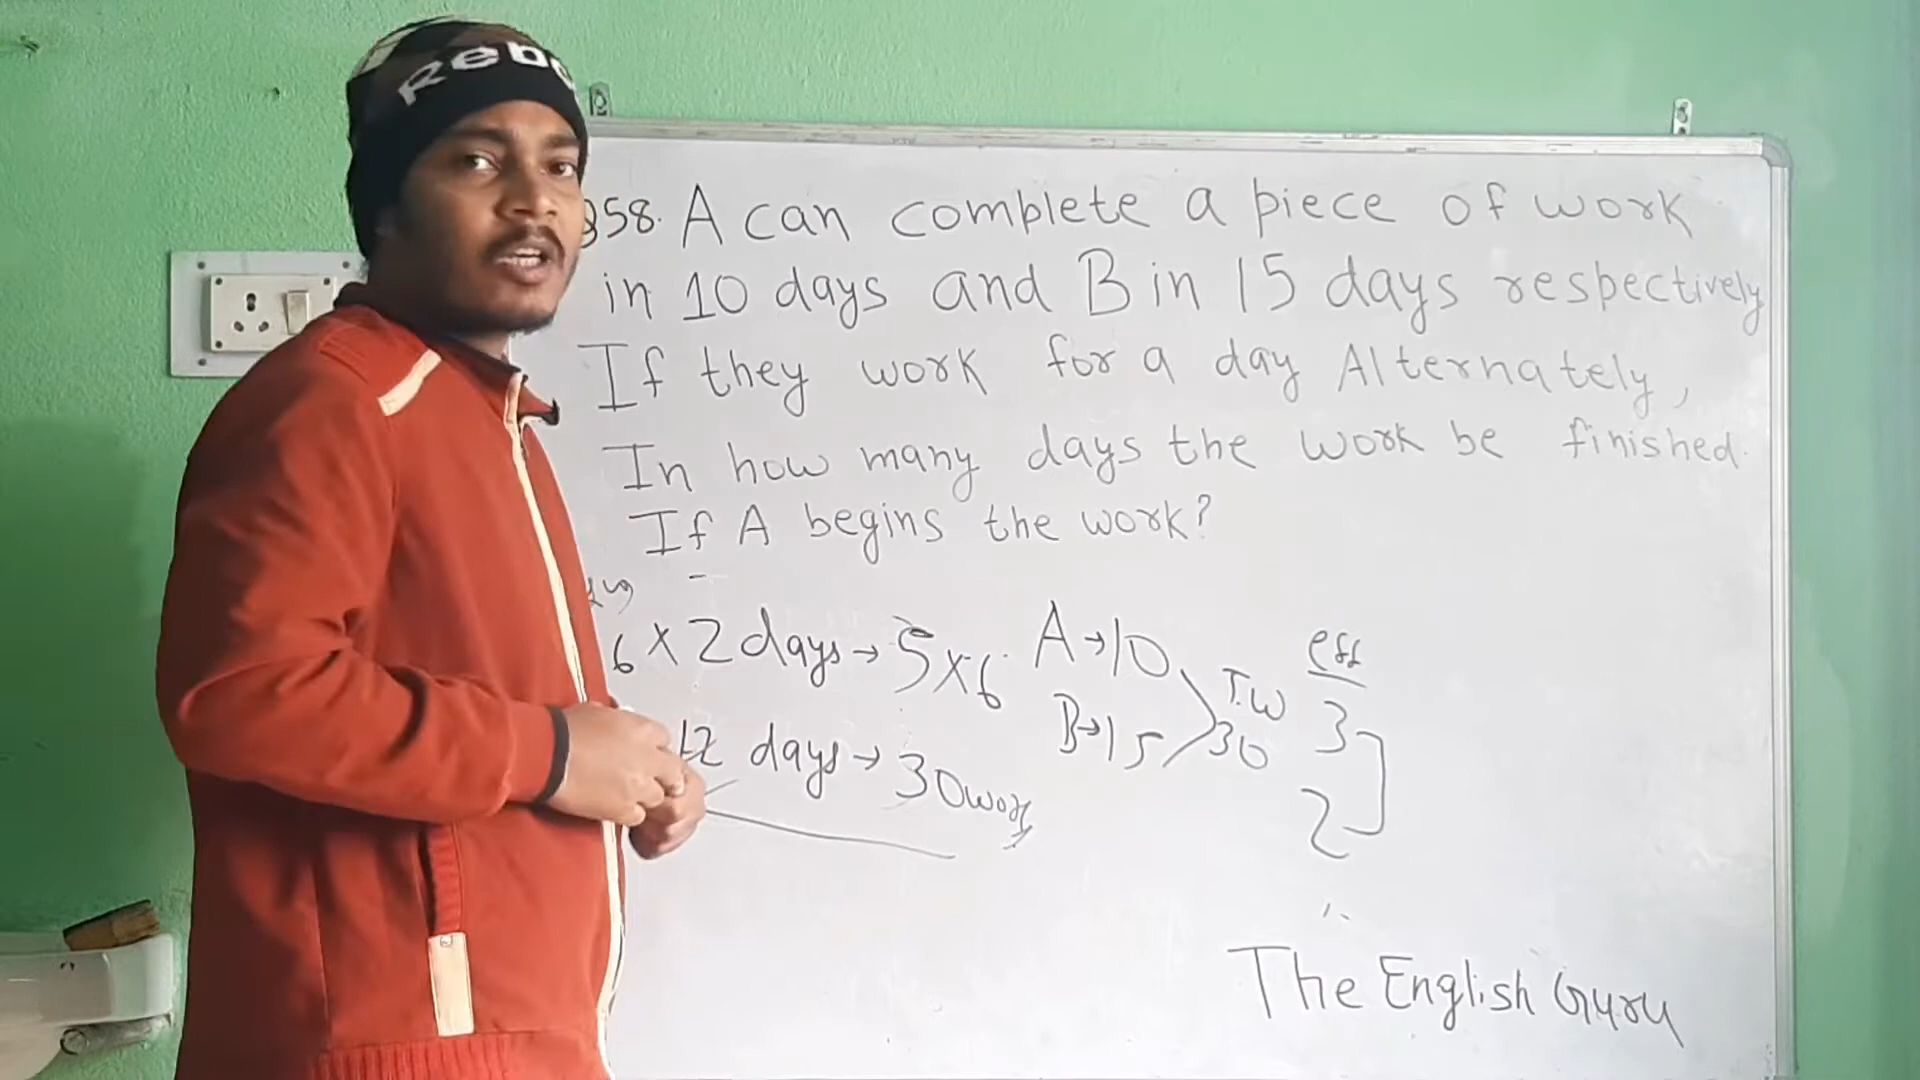 Reebo
Q58. A can complete a piece of work
in 10 days and B in 15 days respectively
If they work for a day Alternately,
In how many days the work be finished.
If A begins the work?
6 x 2 days → 5 x 6
12 days → 30 work
A → 10
B → 15
T.W
30
eff
3
2
The English Guru